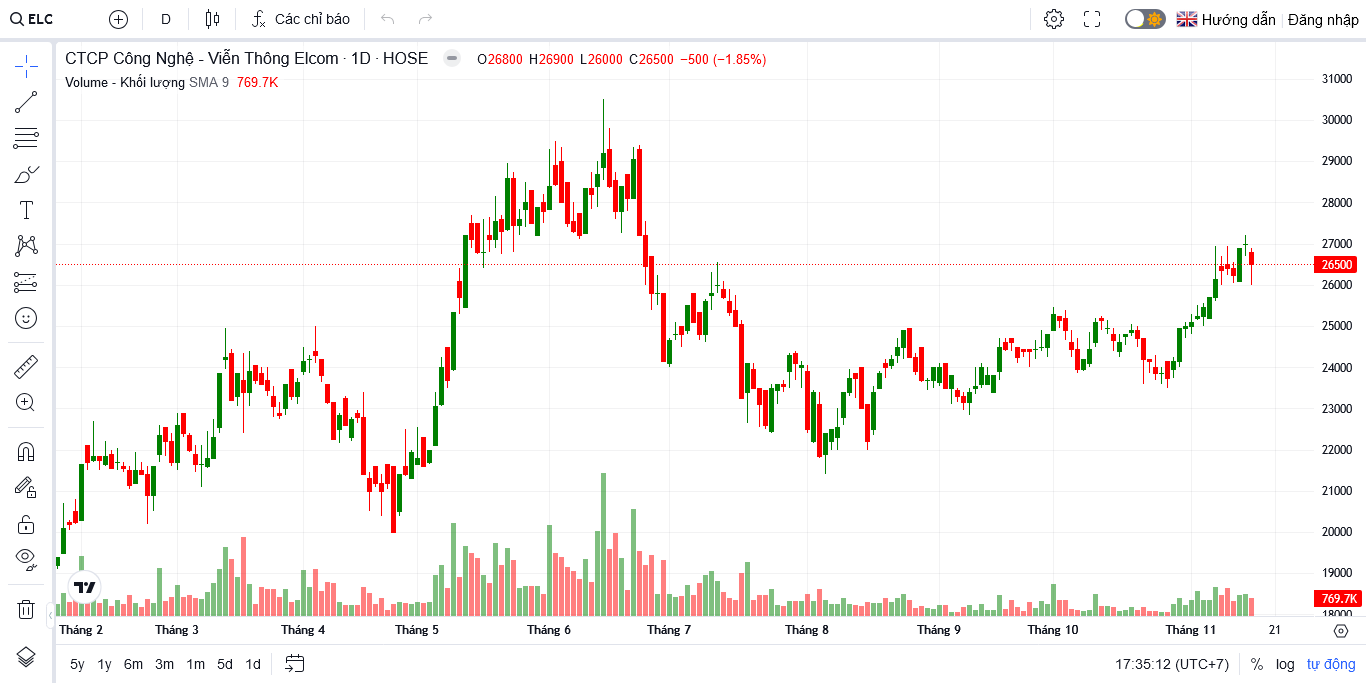 ELC
D
Các chỉ báo
Hướng dẫn
Đăng nhập
CTCP Công Nghệ - Viễn Thông Elcom · 1D · HOSE
O26800 H26900 L26000 C26500 −500 (−1.85%)
Volume - Khối lượng SMA 9 769.7K
31000
30000
29000
28000
27000
26500
26000
25000
24000
23000
22000
21000
20000
19000
769.7K
18000
Tháng 2 Tháng 3 Tháng 4 Tháng 5 Tháng 6 Tháng 7 Tháng 8 Tháng 9 Tháng 10 Tháng 11 21
5y 1y 6m 3m 1m 5d 1d
17:35:12 (UTC+7) % log tự động